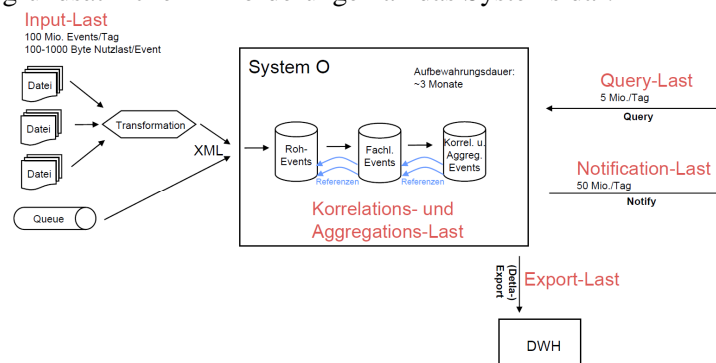 Input-Last
100 Mio. Events/Tag
100-1000 Byte Nutzlast/Event
Datei
Datei
Datei
Transformation
XML
Queue
System O
Aufbewahrungsdauer:
~3 Monate
Roh-
Events
Fachl.
Events
Korrel. u.
Aggreg.
Events
Referenzen
Referenzen
Korrelations- und
Aggregations-Last
Query-Last
5 Mio./Tag
Query
Notification-Last
50 Mio./Tag
Notify
(Detla-)
Export
Export-Last
DWH